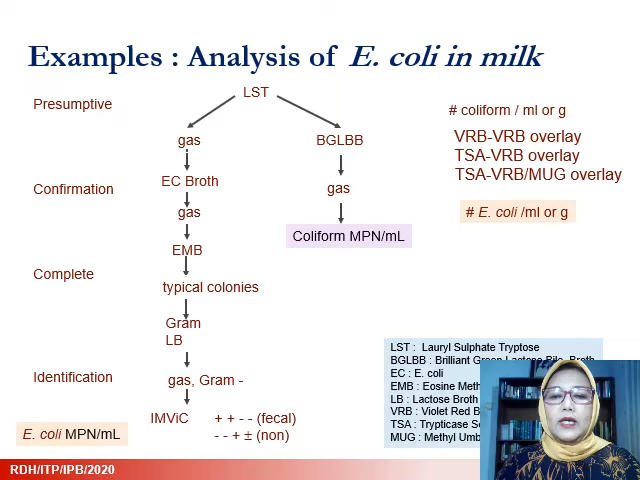 Examples : Analysis of E. coli in milk
Presumptive
LST
# coliform / ml or g
gas
BGLBB
VRB-VRB overlay
TSA-VRB overlay
TSA-VRB/MUG overlay
Confirmation
EC Broth
gas
gas
# E. coli /ml or g
Coliform MPN/mL
EMB
Complete
typical colonies
Gram
LB
Identification
gas, Gram -
IMViC
+ + - - (fecal)
- - + ± (non)
E. coli MPN/mL
LST : Lauryl Sulphate Tryptose
BGLBB : Brilliant Green Lactose Bile Broth
EC : E. coli
EMB : Eosine
LB : Lactose Broth
VRB : Violet Red
TSA : Trypticase
MUG : Methyl
RDH/ITP/IPB/2020